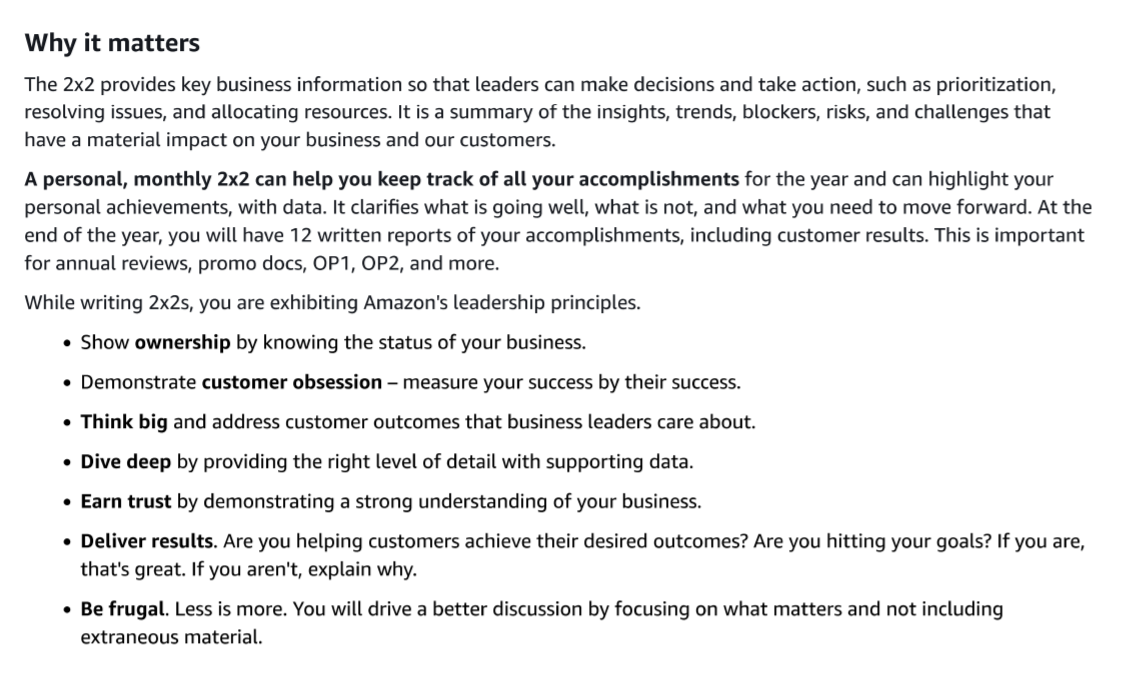 Why it matters
The 2x2 provides key business information so that leaders can make decisions and take action, such as prioritization,
resolving issues, and allocating resources. It is a summary of the insights, trends, blockers, risks, and challenges that
have a material impact on your business and our customers.
A personal, monthly 2x2 can help you keep track of all your accomplishments for the year and can highlight your
personal achievements, with data. It clarifies what is going well, what is not, and what you need to move forward. At the
end of the year, you will have 12 written reports of your accomplishments, including customer results. This is important
for annual reviews, promo docs, OP1, OP2, and more.
While writing 2x2s, you are exhibiting Amazon's leadership principles.
• Show ownership by knowing the status of your business.
• Demonstrate customer obsession – measure your success by their success.
• Think big and address customer outcomes that business leaders care about.
• Dive deep by providing the right level of detail with supporting data.
• Earn trust by demonstrating a strong understanding of your business.
• Deliver results. Are you helping customers achieve their desired outcomes? Are you hitting your goals? If you are,
that's great. If you aren't, explain why.
• Be frugal. Less is more. You will drive a better discussion by focusing on what matters and not including
extraneous material.